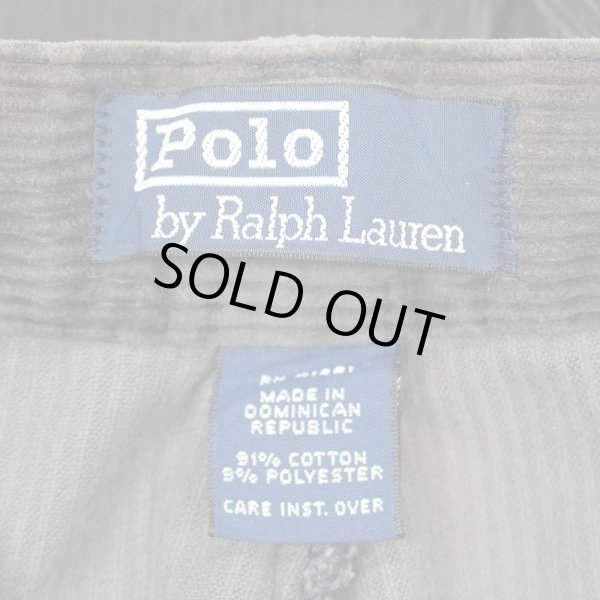 Polo
by Ralph Lauren
SOLD OUT
MADE IN
DOMINICAN
REPUBLIC
91% COTTON
9% POLYESTER
CARE INST. OVER